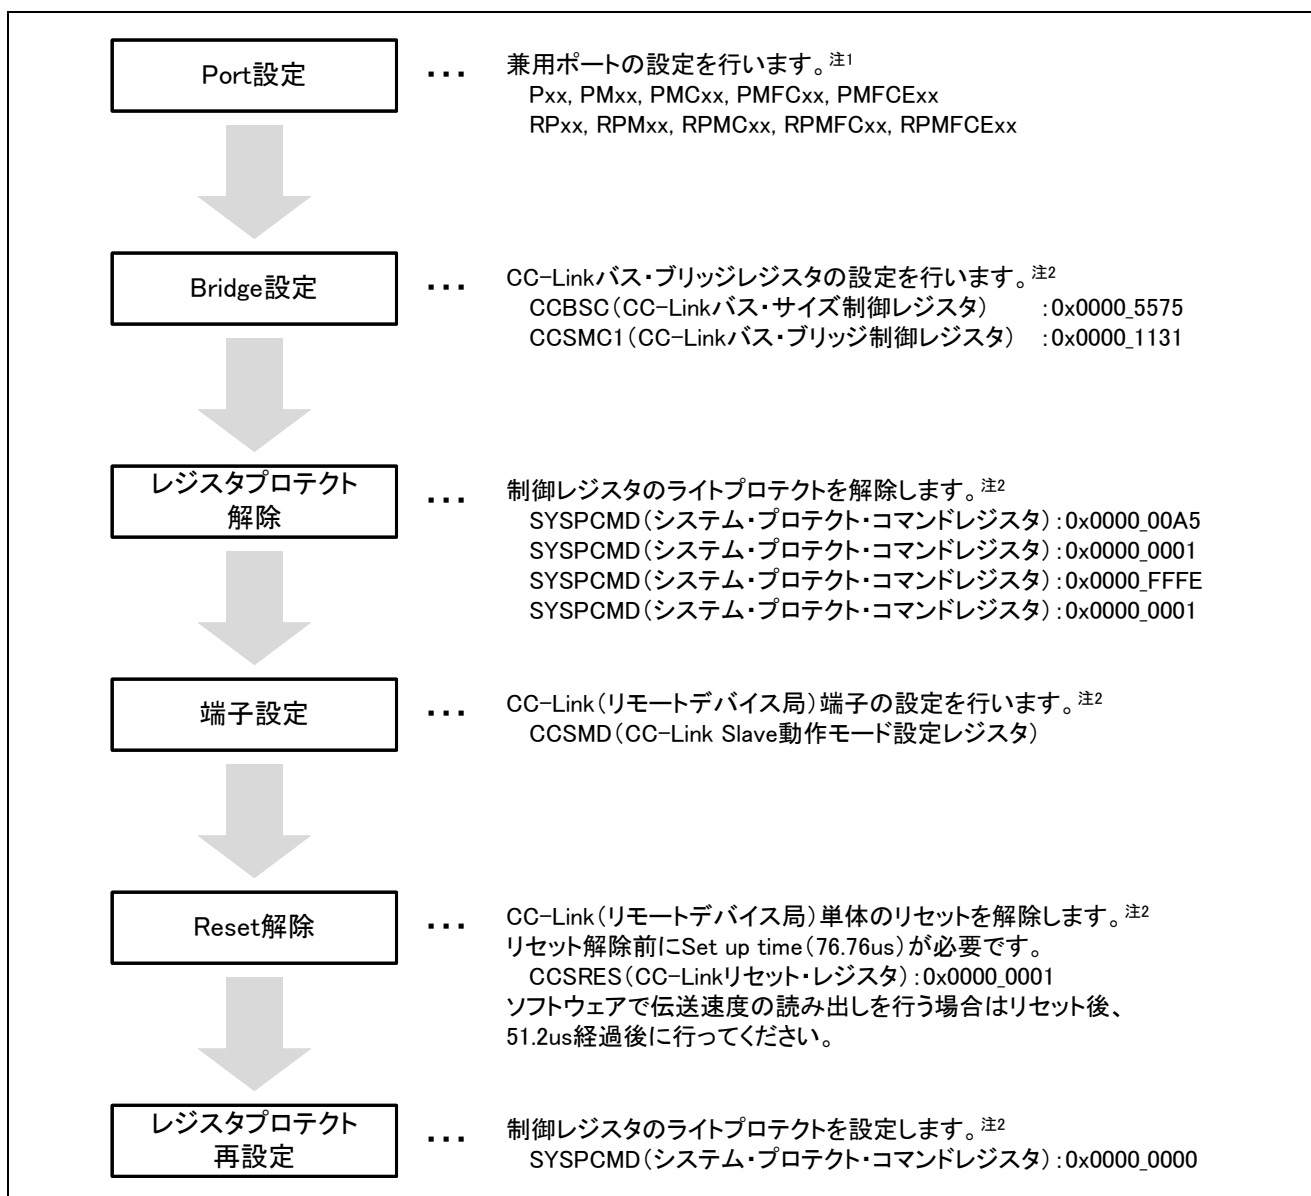 Port設定
... 兼用ポートの設定を行います。注1
Pxx, PMxx, PMCxx, PMFCxx, PMFCExx
RPxx, RPMxx, RPMCxx, RPMFCxx, RPMFCExx
Bridge設定
... CC-Linkバス・ブリッジレジスタの設定を行います。注2
CCBSC（CC-Linkバス・サイズ制御レジスタ） :0x0000_5575
CCSMC1（CC-Linkバス・ブリッジ制御レジスタ） :0x0000_1131
レジスタプロテクト
解除
... 制御レジスタのライトプロテクトを解除します。注2
SYSPCMD（システム・プロテクト・コマンドレジスタ）:0x0000_00A5
SYSPCMD（システム・プロテクト・コマンドレジスタ）:0x0000_0001
SYSPCMD（システム・プロテクト・コマンドレジスタ）:0x0000_FFFE
SYSPCMD（システム・プロテクト・コマンドレジスタ）:0x0000_0001
端子設定
... CC-Link（リモートデバイス局）端子の設定を行います。注2
CCSMD（CC-Link Slave動作モード設定レジスタ）
Reset解除
... CC-Link（リモートデバイス局）単体のリセットを解除します。注2
リセット解除前にSet up time（76.76us）が必要です。
CCSRES（CC-Linkリセット・レジスタ）:0x0000_0001
ソフトウェアで伝送速度の読み出しを行う場合はリセット後、
51.2us経過後に行ってください。
レジスタプロテクト
再設定
... 制御レジスタのライトプロテクトを設定します。注2
SYSPCMD（システム・プロテクト・コマンドレジスタ）:0x0000_0000